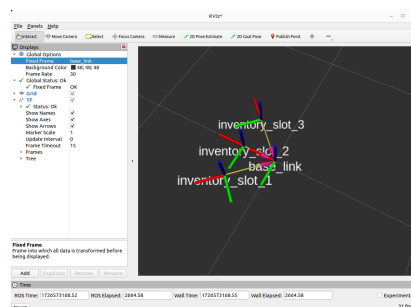 RViz*
File Panels Help
Interact Move Camera Select Focus Camera Measure 2D Pose Estimate 2D Goal Pose Publish Point
Displays
Global Options
Fixed Frame base_link
Background Color 48; 48; 48
Frame Rate 30
Global Status: Ok
Fixed Frame OK
Grid
TF
Status: Ok
Show Names
Show Axes
Show Arrows
Marker Scale 1
Update Interval 0
Frame Timeout 15
Frames
Tree
inventory_slot_3
inventory_slot_2
base_link
inventory_slot_1
Fixed Frame
Frame into which all data is transformed before
being displayed.
Add Duplicate Remove Rename
Time
ROS Time: 1726573168.52 ROS Elapsed: 2664.58 Wall Time: 1726573168.55 Wall Elapsed: 2664.58 Experiment
31 fps